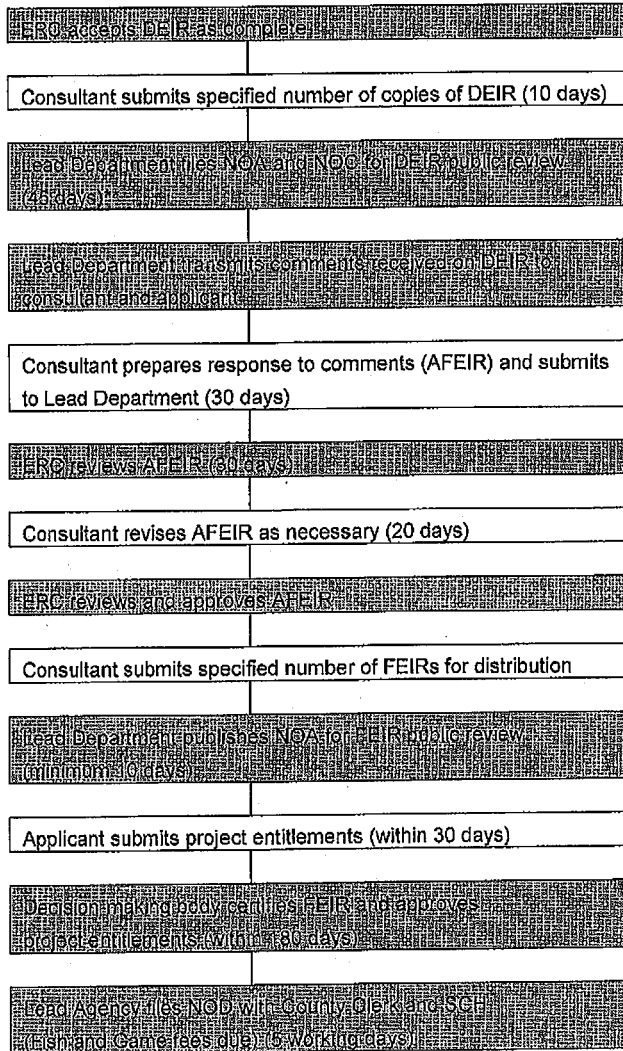 ERC accepts DEIR as complete
Consultant submits specified number of copies of DEIR (10 days)
Lead Department files NOA and NOC for DEIR public review
(45 days)*
Lead Department transmits comments received on DEIR to
consultant and applicant
Consultant prepares response to comments (AFEIR) and submits
to Lead Department (30 days)
ERC reviews AFEIR (30 days)
Consultant revises AFEIR as necessary (20 days)
ERC reviews and approves AFEIR
Consultant submits specified number of FEIRs for distribution
Lead Department publishes NOA for FEIR public review
(minimum 10 days)
Applicant submits project entitlements (within 30 days)
Decision making body certifies FEIR and approves
project entitlements (within 180 days)
Lead Agency files NOD with County Clerk and SCH
(Fish and Game fees due) (5 working days)